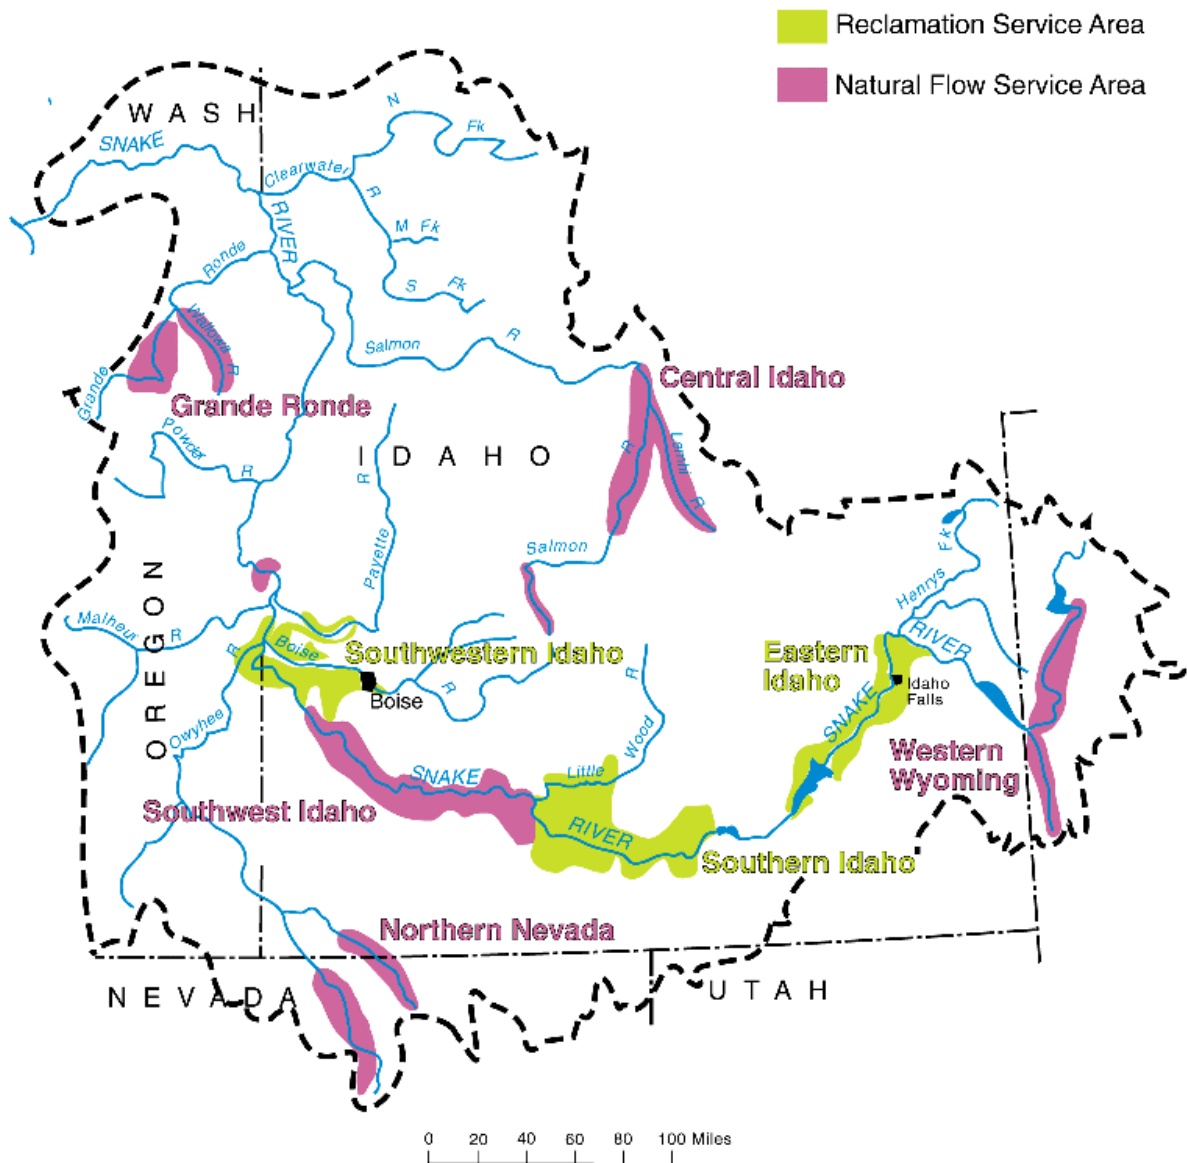 Reclamation Service Area
Natural Flow Service Area
WASH
SNAKE
RIVER
Clearwater
R
N
Fk
M Fk
S
Fk
Ronde
Wallowa
R
Grande
Grande Ronde
Salmon
R
Central Idaho
R
Lemhi
R
Powder
R
IDAHO
R
Payette
Salmon
OREGON
Malheur
R
R
Boise
Southwestern Idaho
Boise
R
Owyhee
R
Wood
Little
Henrys
Fk
RIVER
Eastern
Idaho
Idaho
Falls
SNAKE
Western
Wyoming
SNAKE
Southwest Idaho
RIVER
Southern Idaho
Northern Nevada
NEVADA
UTAH
0 20 40 60 80 100 Miles